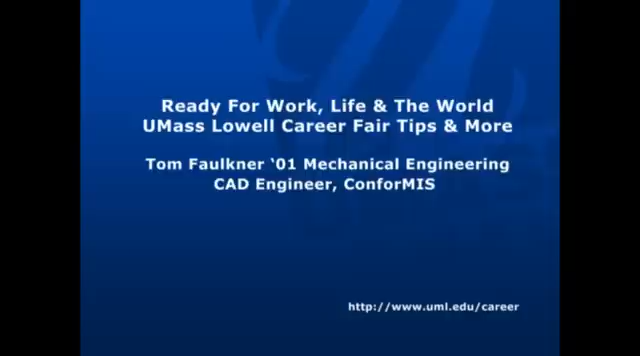 Ready For Work, Life & The World
UMass Lowell Career Fair Tips & More
Tom Faulkner ‘01 Mechanical Engineering
CAD Engineer, ConforMIS
http://www.uml.edu/career